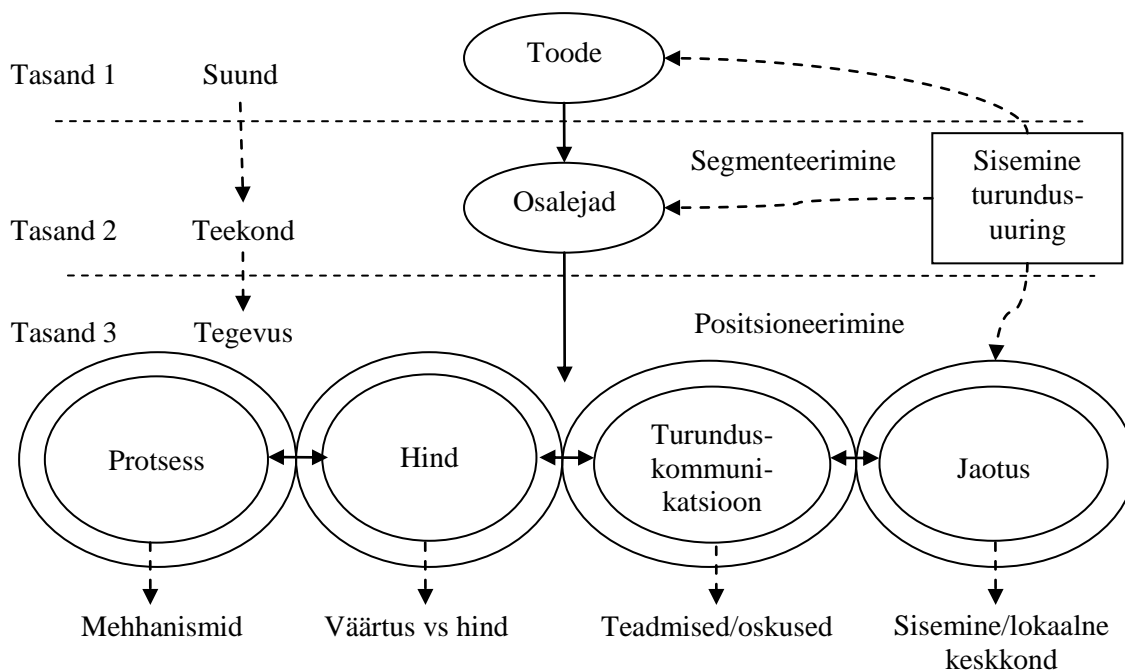 Toode
Tasand 1
Suund
Segmenteerimine
Sisemine
turundus-
uuring
Osalejad
Tasand 2
Teekond
Tasand 3
Tegevus
Positsioneerimine
Protsess
Hind
Turundus-
kommuni-
katsioon
Jaotus
Mehhanismid
Väärtus vs hind
Teadmised/oskused
Sisemine/lokaalne
keskkond